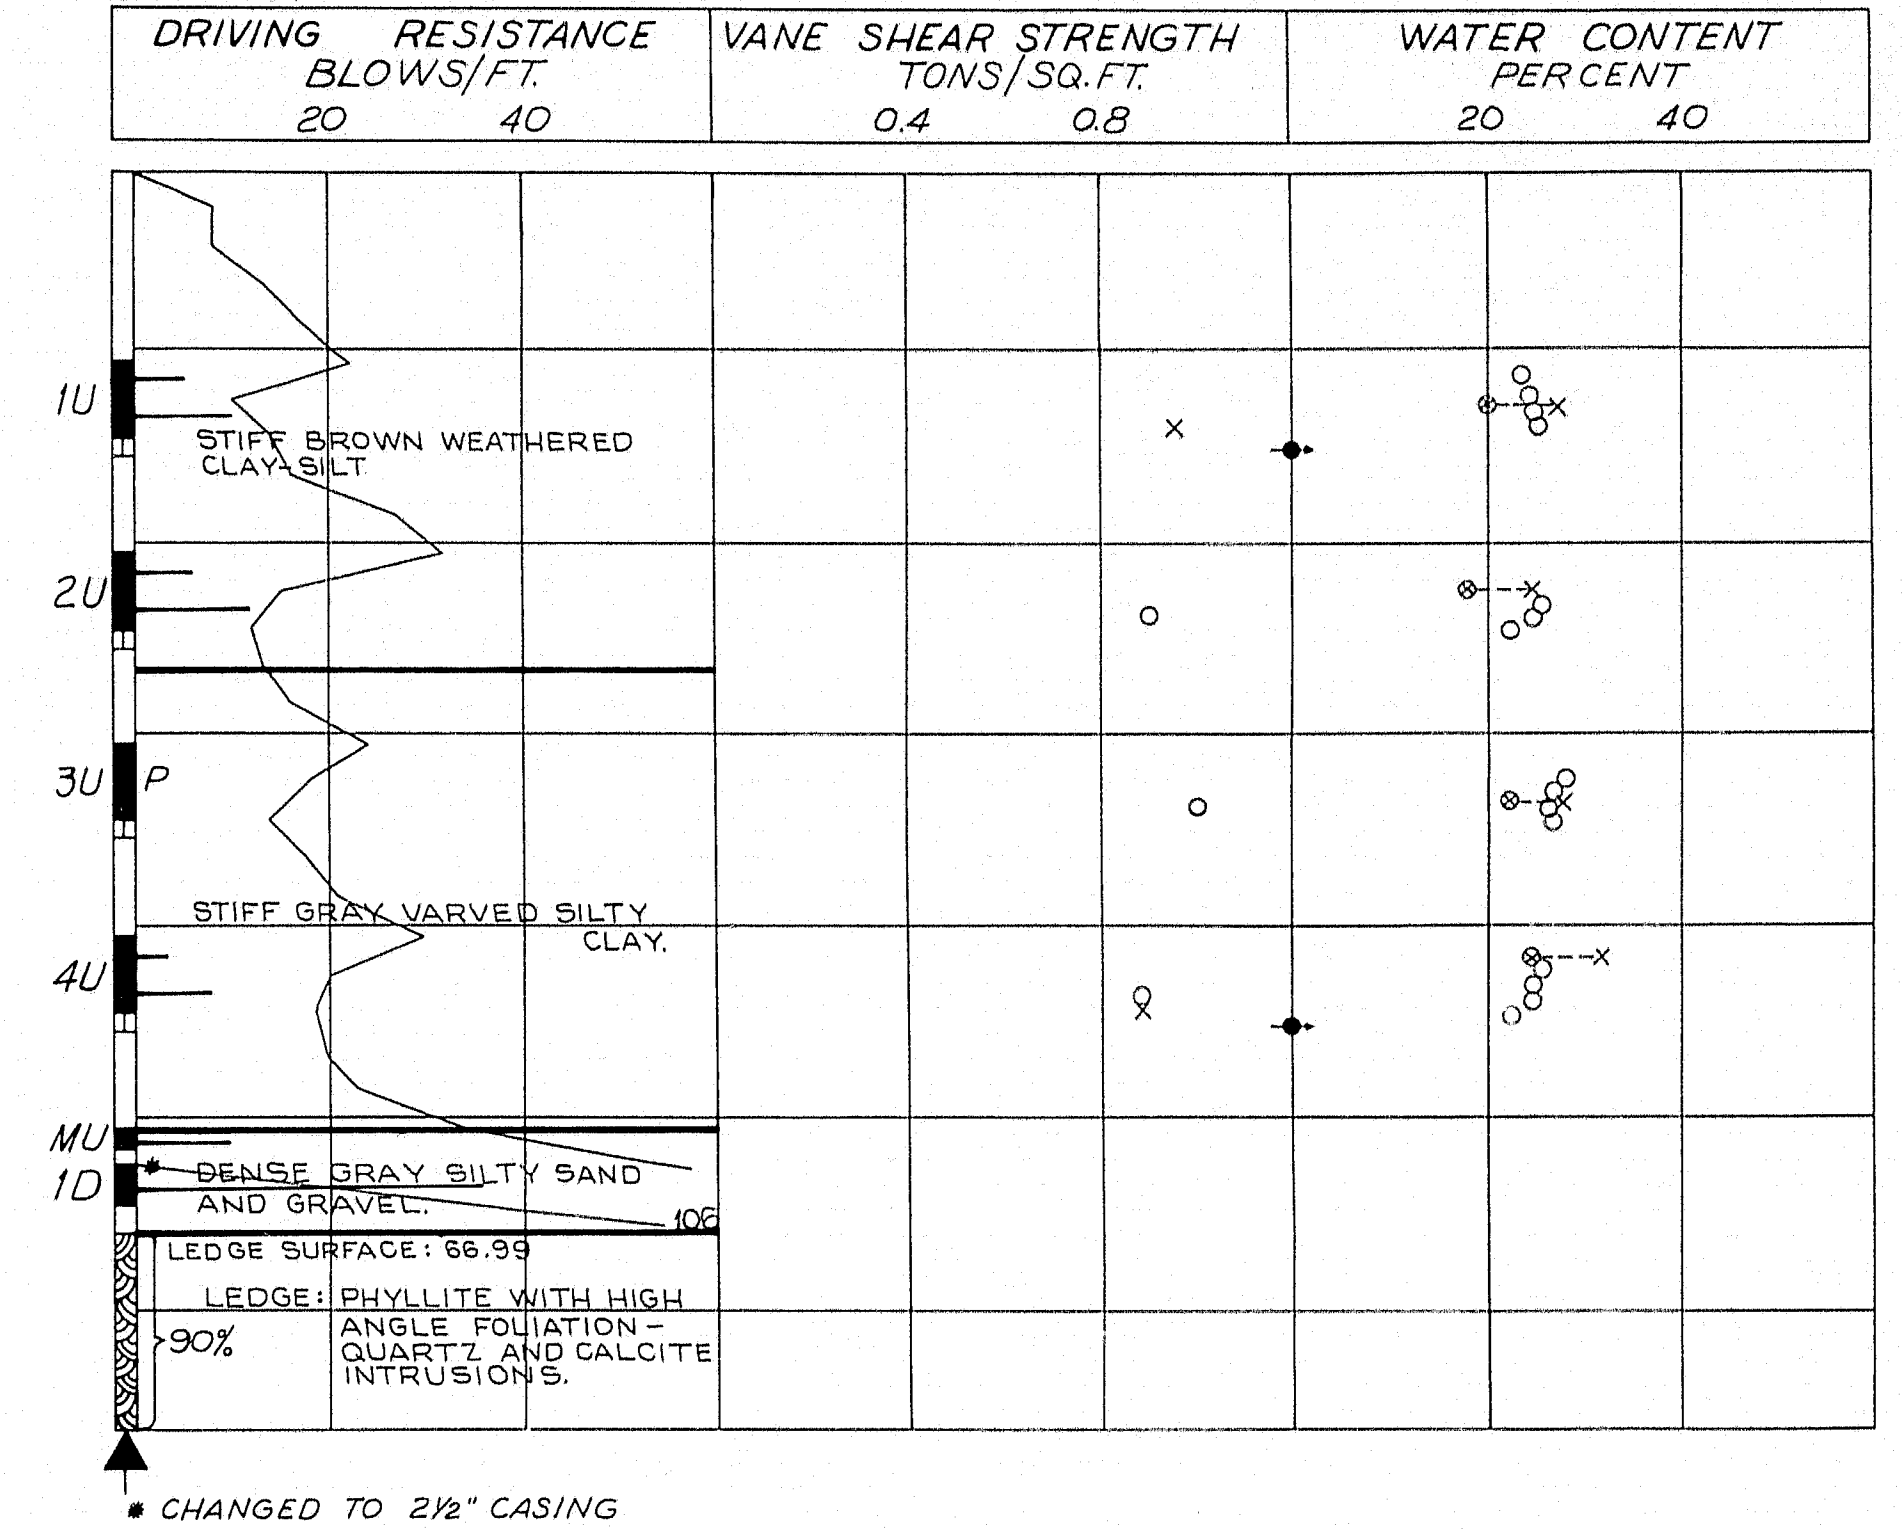 DRIVING RESISTANCE
BLOWS/FT.
20 40
VANE SHEAR STRENGTH
TONS/SQ.FT.
0.4 0.8
WATER CONTENT
PERCENT
20 40
1U
STIFF BROWN WEATHERED
CLAY-SILT
2U
3U P
STIFF GRAY VARVED SILTY
CLAY.
4U
MU
* DENSE GRAY SILTY SAND
1D
AND GRAVEL.
106
LEDGE SURFACE: 66.99
LEDGE: PHYLLITE WITH HIGH
ANGLE FOLIATION-
90%
QUARTZ AND CALCITE
INTRUSIONS.
* CHANGED TO 2½" CASING